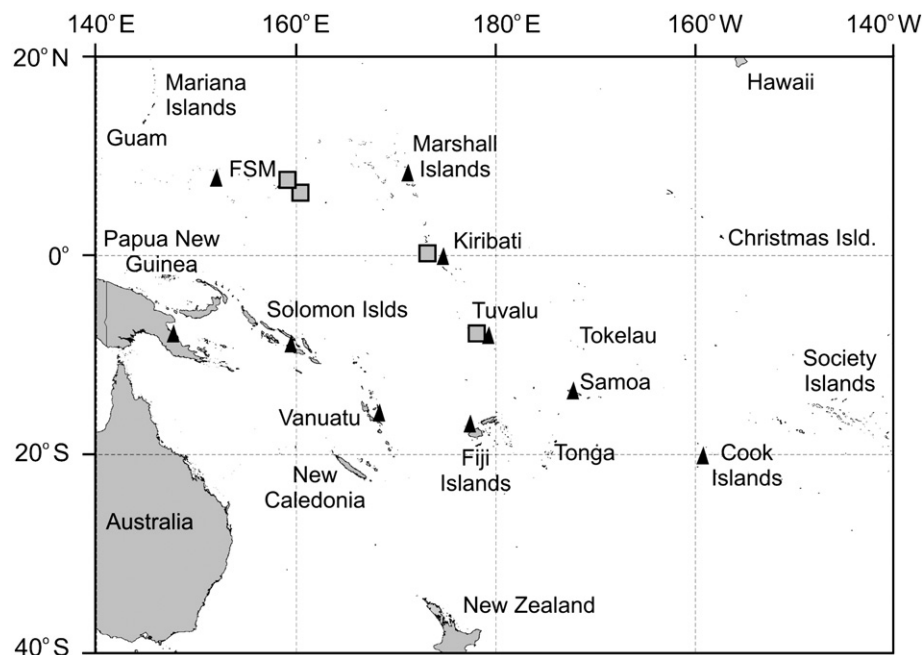 140°E
160°E
180°E
160°W
140°W
20°N
Mariana
Islands
Hawaii
Guam
FSM
Marshall
Islands
Papua New
Guinea
Kiribati
Christmas Isld.
0°
Solomon Islds
Tuvalu
Tokelau
Society
Islands
Samoa
Vanuatu
20°S
New
Caledonia
Fiji
Islands
Tonga
Cook
Islands
Australia
New Zealand
40°S